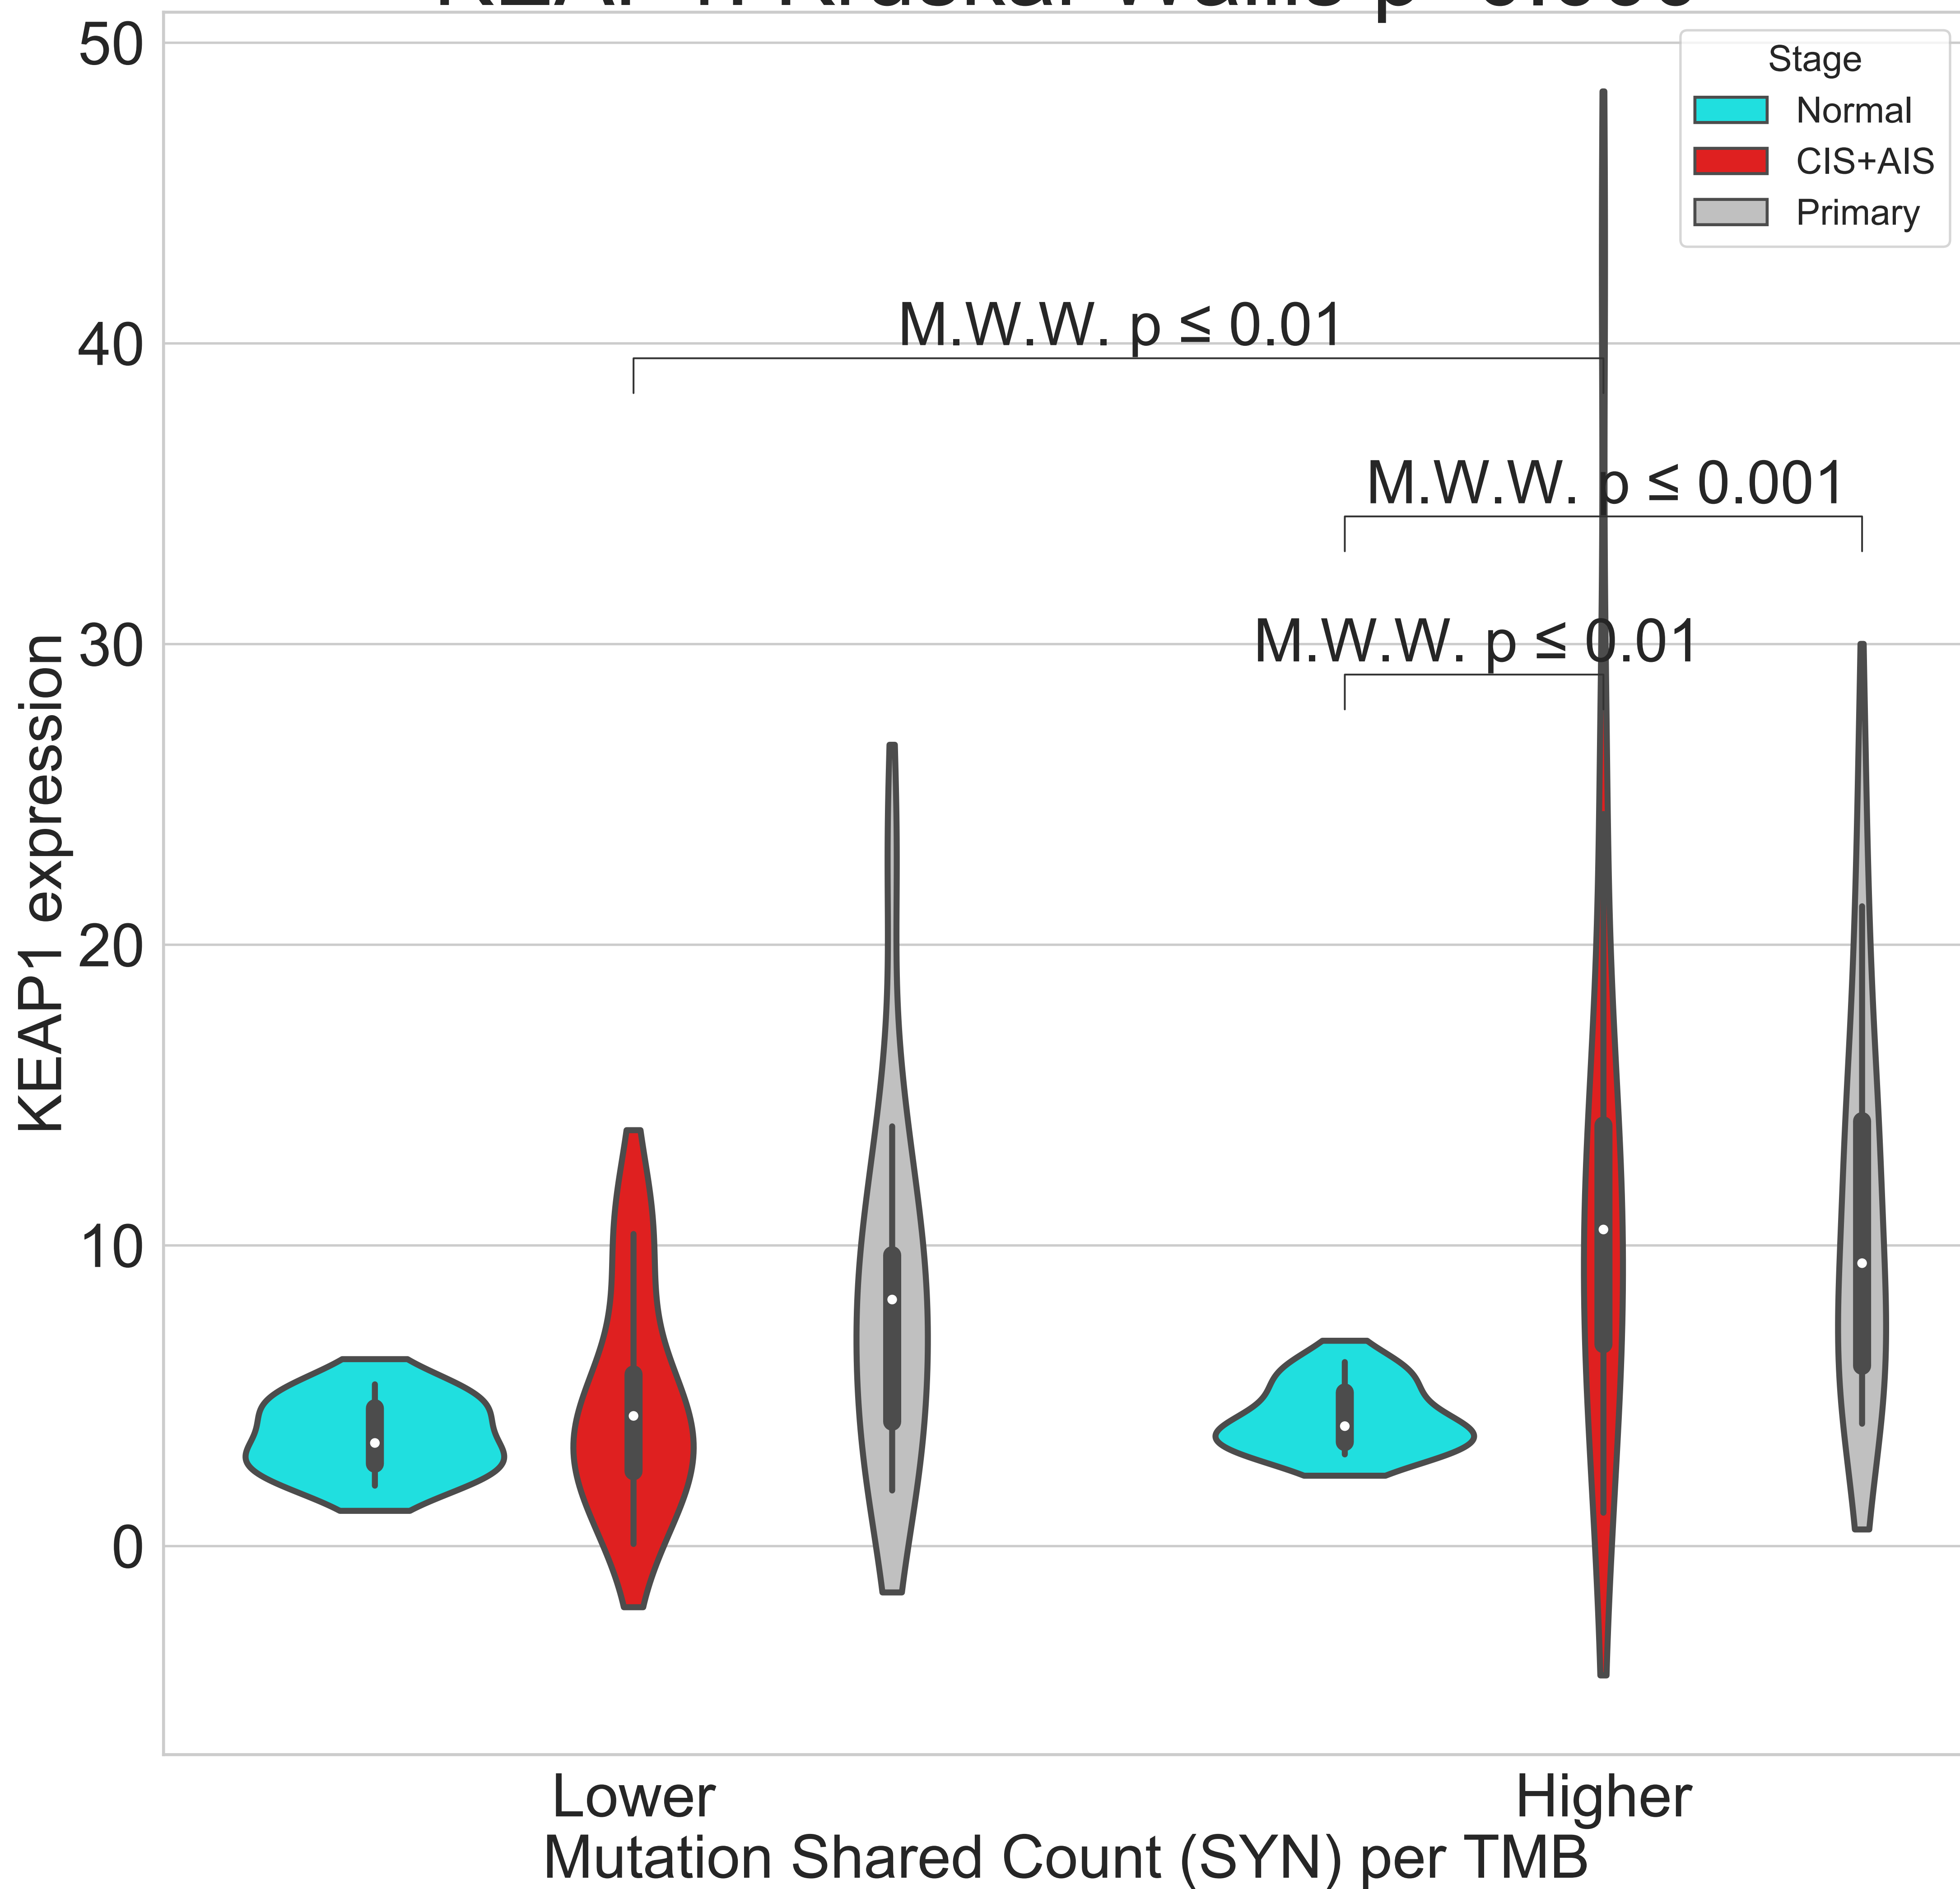 50
40
30
20
10
0
KEAP1 expression
Stage
Normal
CIS+AIS
Primary
M.W.W. p ≤ 0.01
M.W.W. p ≤ 0.001
M.W.W. p ≤ 0.01
Lower
Higher
Mutation Shared Count (SYN) per TMB